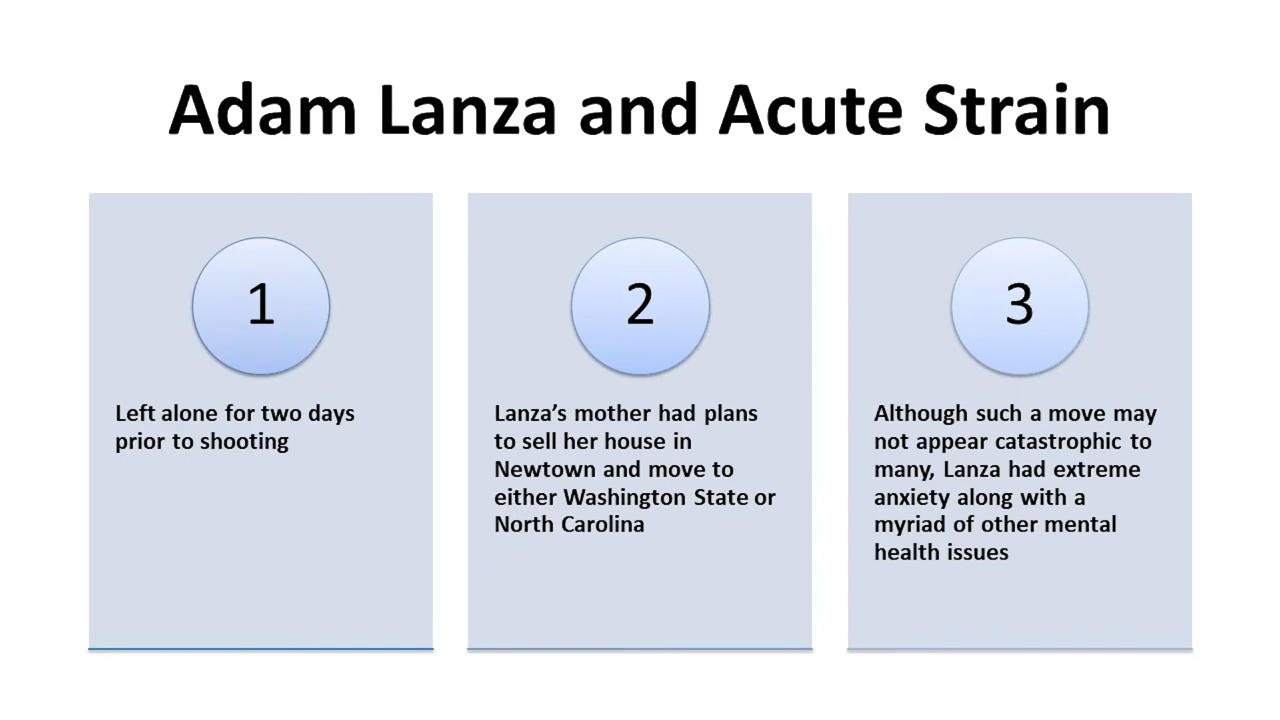 Adam Lanza and Acute Strain
1
Left alone for two days
prior to shooting
2
Lanza’s mother had plans
to sell her house in
Newtown and move to
either Washington State or
North Carolina
3
Although such a move may
not appear catastrophic to
many, Lanza had extreme
anxiety along with a
myriad of other mental
health issues